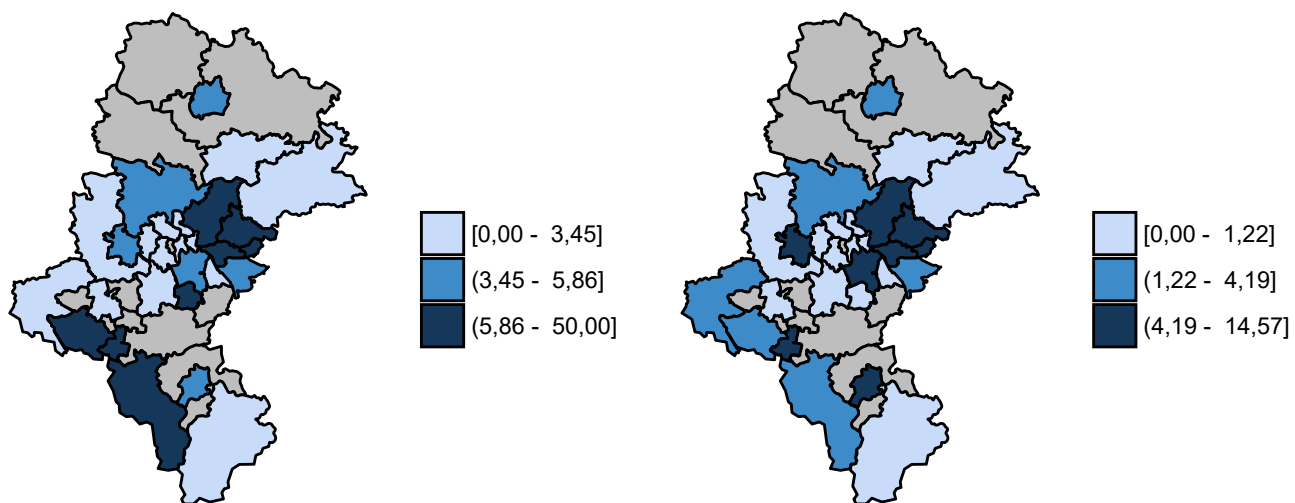 [0,00 - 3,45]
(3,45 - 5,86]
(5,86 - 50,00]
[0,00 - 1,22]
(1,22 - 4,19]
(4,19 - 14,57]